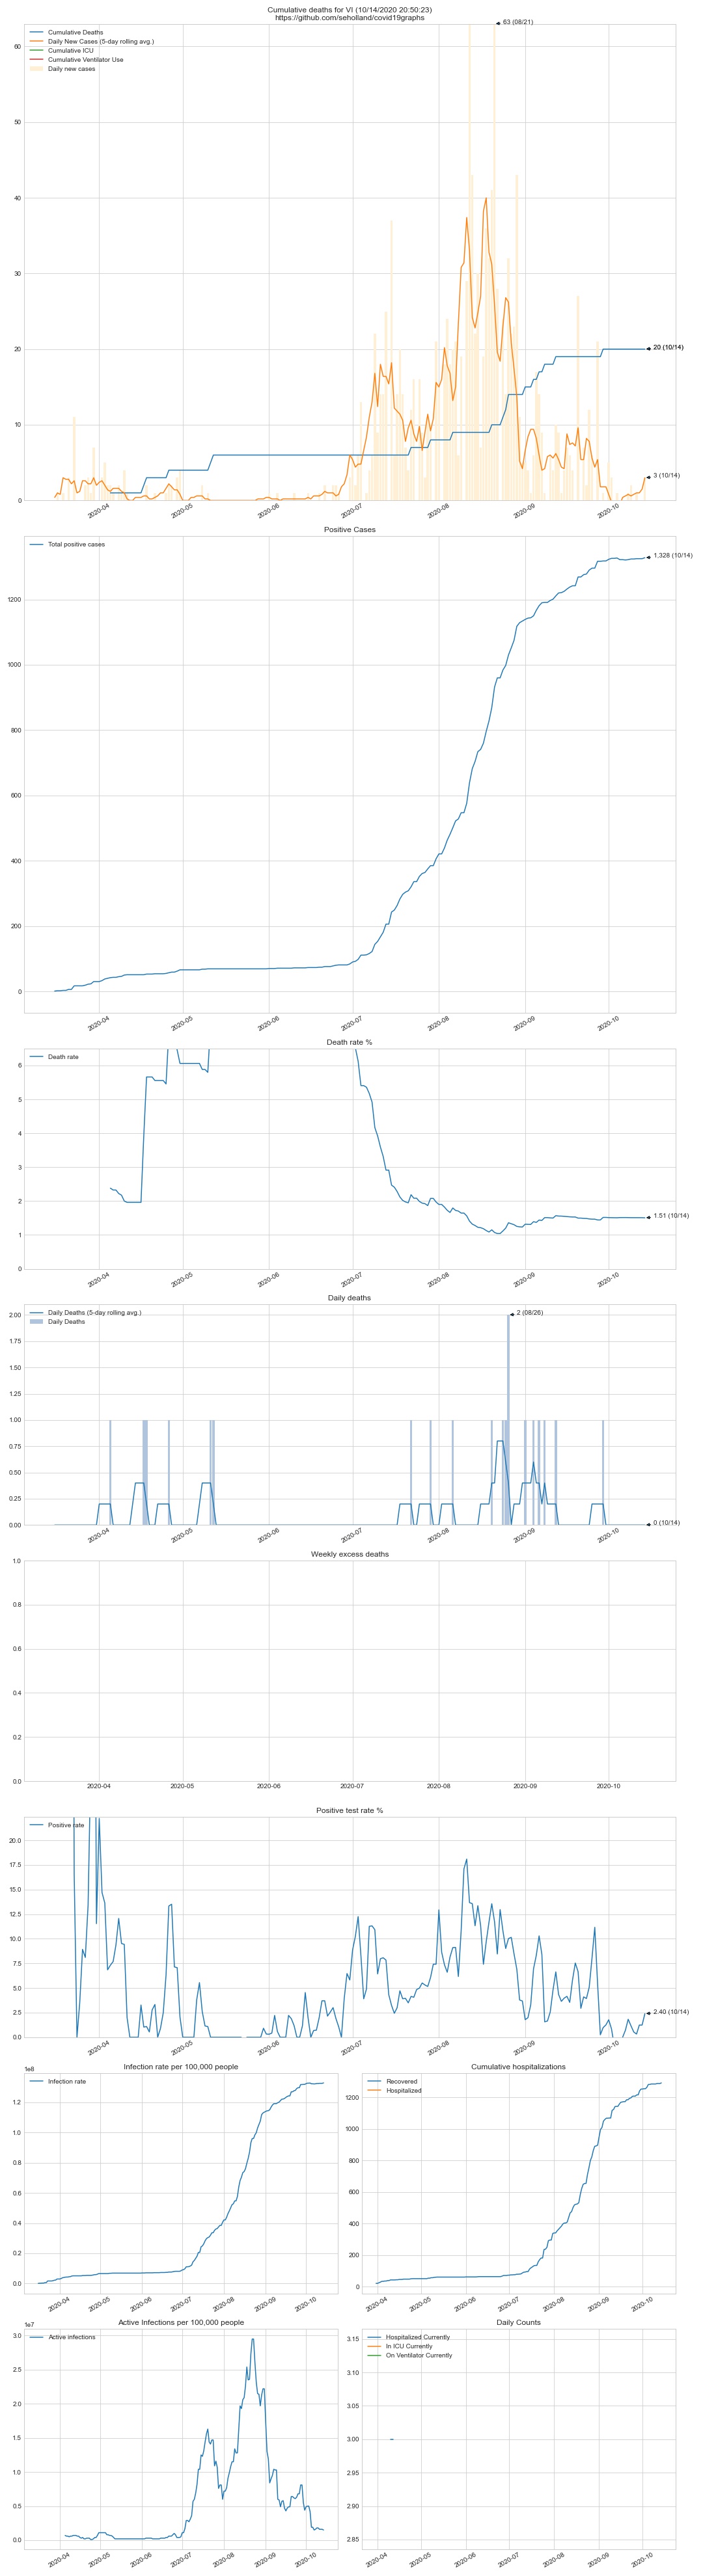 Cumulative deaths for VI (10/14/2020 20:50:23)
https://github.com/seholland/covid19graphs
Cumulative Deaths
Daily New Cases (5-day rolling avg.)
Cumulative ICU
Cumulative Ventilator Use
Daily new cases
63 (08/21)
60
50
40
30
20
10
0
20 (10/14)
3 (10/14)
2020-04 2020-05 2020-06 2020-07 2020-08 2020-09 2020-10
Positive Cases
Total positive cases
1,328 (10/14)
1200
1000
800
600
400
200
0
2020-04 2020-05 2020-06 2020-07 2020-08 2020-09 2020-10
Death rate %
Death rate
6
5
4
3
2
1
0
1.51 (10/14)
2020-04 2020-05 2020-06 2020-07 2020-08 2020-09 2020-10
Daily deaths
Daily Deaths (5-day rolling avg.)
Daily Deaths
2 (08/26)
2.00
1.75
1.50
1.25
1.00
0.75
0.50
0.25
0.00
0 (10/14)
2020-04 2020-05 2020-06 2020-07 2020-08 2020-09 2020-10
Weekly excess deaths
1.0
0.8
0.6
0.4
0.2
0.0
2020-04 2020-05 2020-06 2020-07 2020-08 2020-09 2020-10
Positive test rate %
Positive rate
20.0
17.5
15.0
12.5
10.0
7.5
5.0
2.5
0.0
2.40 (10/14)
2020-04 2020-05 2020-06 2020-07 2020-08 2020-09 2020-10
Infection rate per 100,000 people
1e8
Infection rate
1.2
1.0
0.8
0.6
0.4
0.2
0.0
2020-04 2020-05 2020-06 2020-07 2020-08 2020-09 2020-10
Cumulative hospitalizations
Recovered
Hospitalized
1200
1000
800
600
400
200
0
2020-04 2020-05 2020-06 2020-07 2020-08 2020-09 2020-10
Active Infections per 100,000 people
1e7
Active infections
3.0
2.5
2.0
1.5
1.0
0.5
0.0
2020-04 2020-05 2020-06 2020-07 2020-08 2020-09 2020-10
Daily Counts
Hospitalized Currently
In ICU Currently
On Ventilator Currently
3.15
3.10
3.05
3.00
2.95
2.90
2.85
2020-04 2020-05 2020-06 2020-07 2020-08 2020-09 2020-10